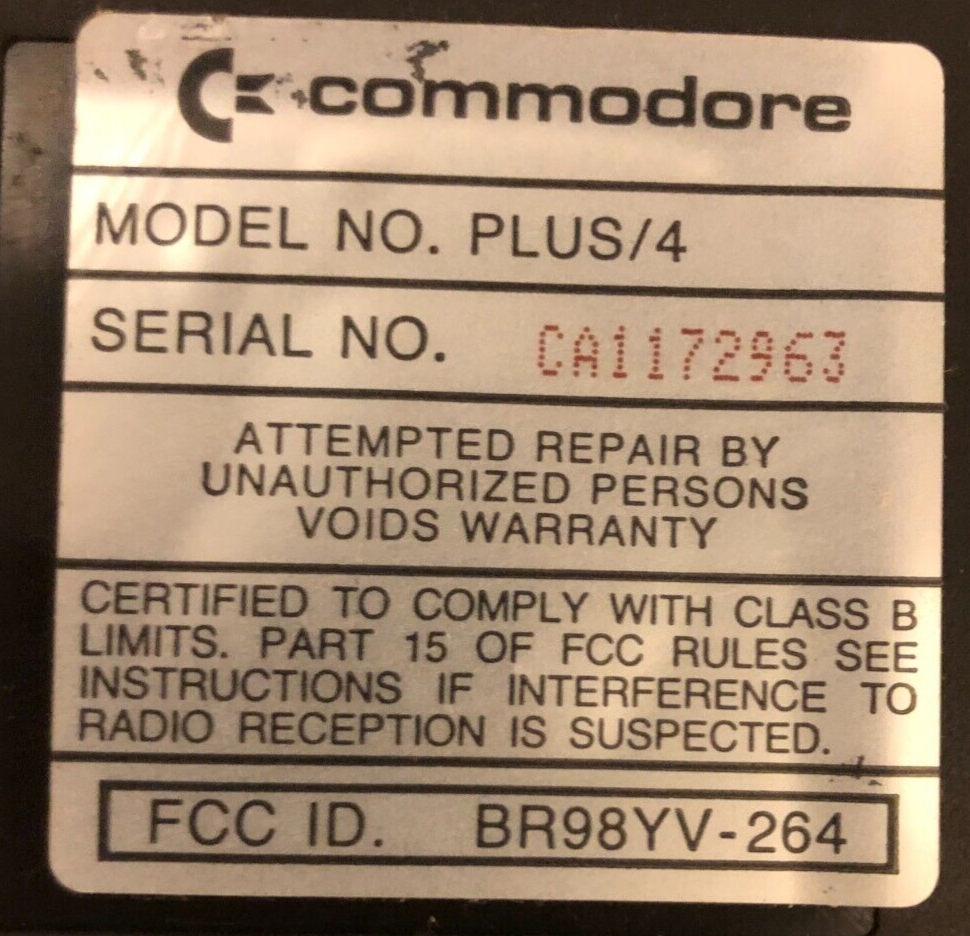 commodore
MODEL NO. PLUS/4
SERIAL NO. CA1172963
ATTEMPTED REPAIR BY
UNAUTHORIZED PERSONS
VOIDS WARRANTY
CERTIFIED TO COMPLY WITH CLASS B
LIMITS. PART 15 OF FCC RULES SEE
INSTRUCTIONS IF INTERFERENCE TO
RADIO RECEPTION IS SUSPECTED.
FCC ID. BR98YV-264